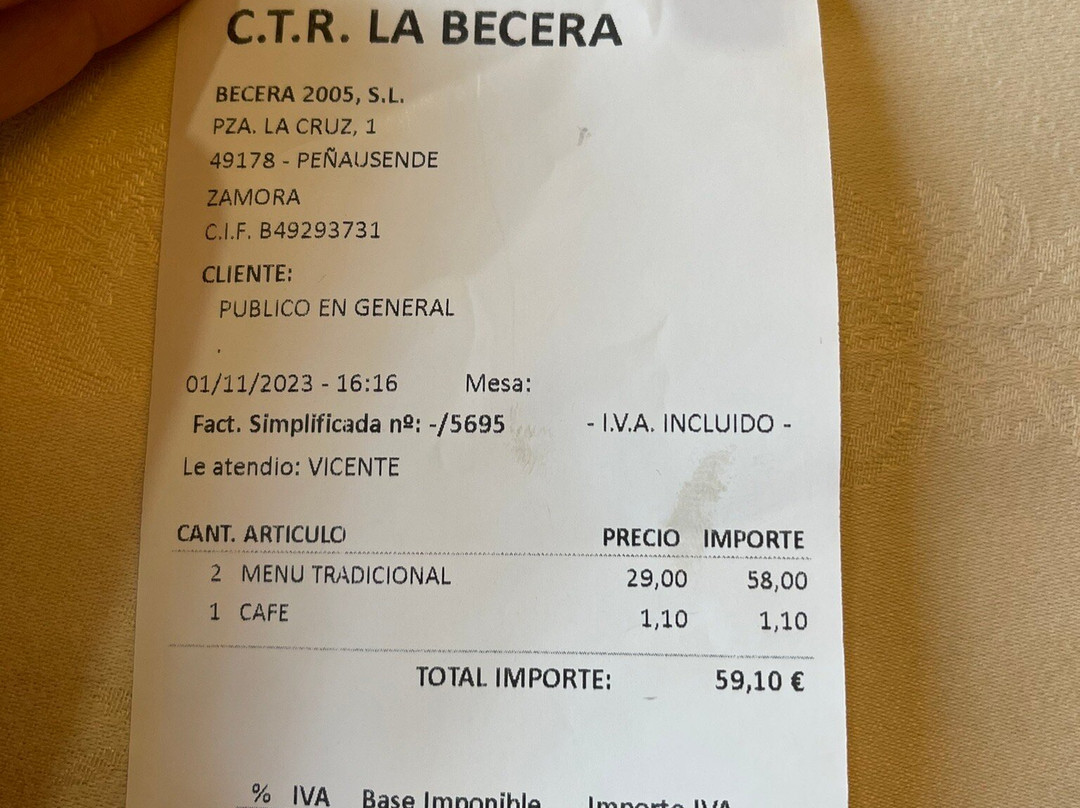 C.T.R. LA BECERA
BECERA 2005, S.L.
PZA. LA CRUZ, 1
49178 - PEÑAUSENDE
ZAMORA
C.I.F. B49293731
CLIENTE:
PUBLICO EN GENERAL
.
01/11/2023 - 16:16 Mesa:
Fact. Simplificada nº: -/5695 - I.V.A. INCLUIDO -
Le atendio: VICENTE
CANT. ARTICULO PRECIO IMPORTE
2 MENU TRADICIONAL 29,00 58,00
1 CAFE 1,10 1,10
TOTAL IMPORTE: 59,10 €
% IVA Base Imponible Importe IVA